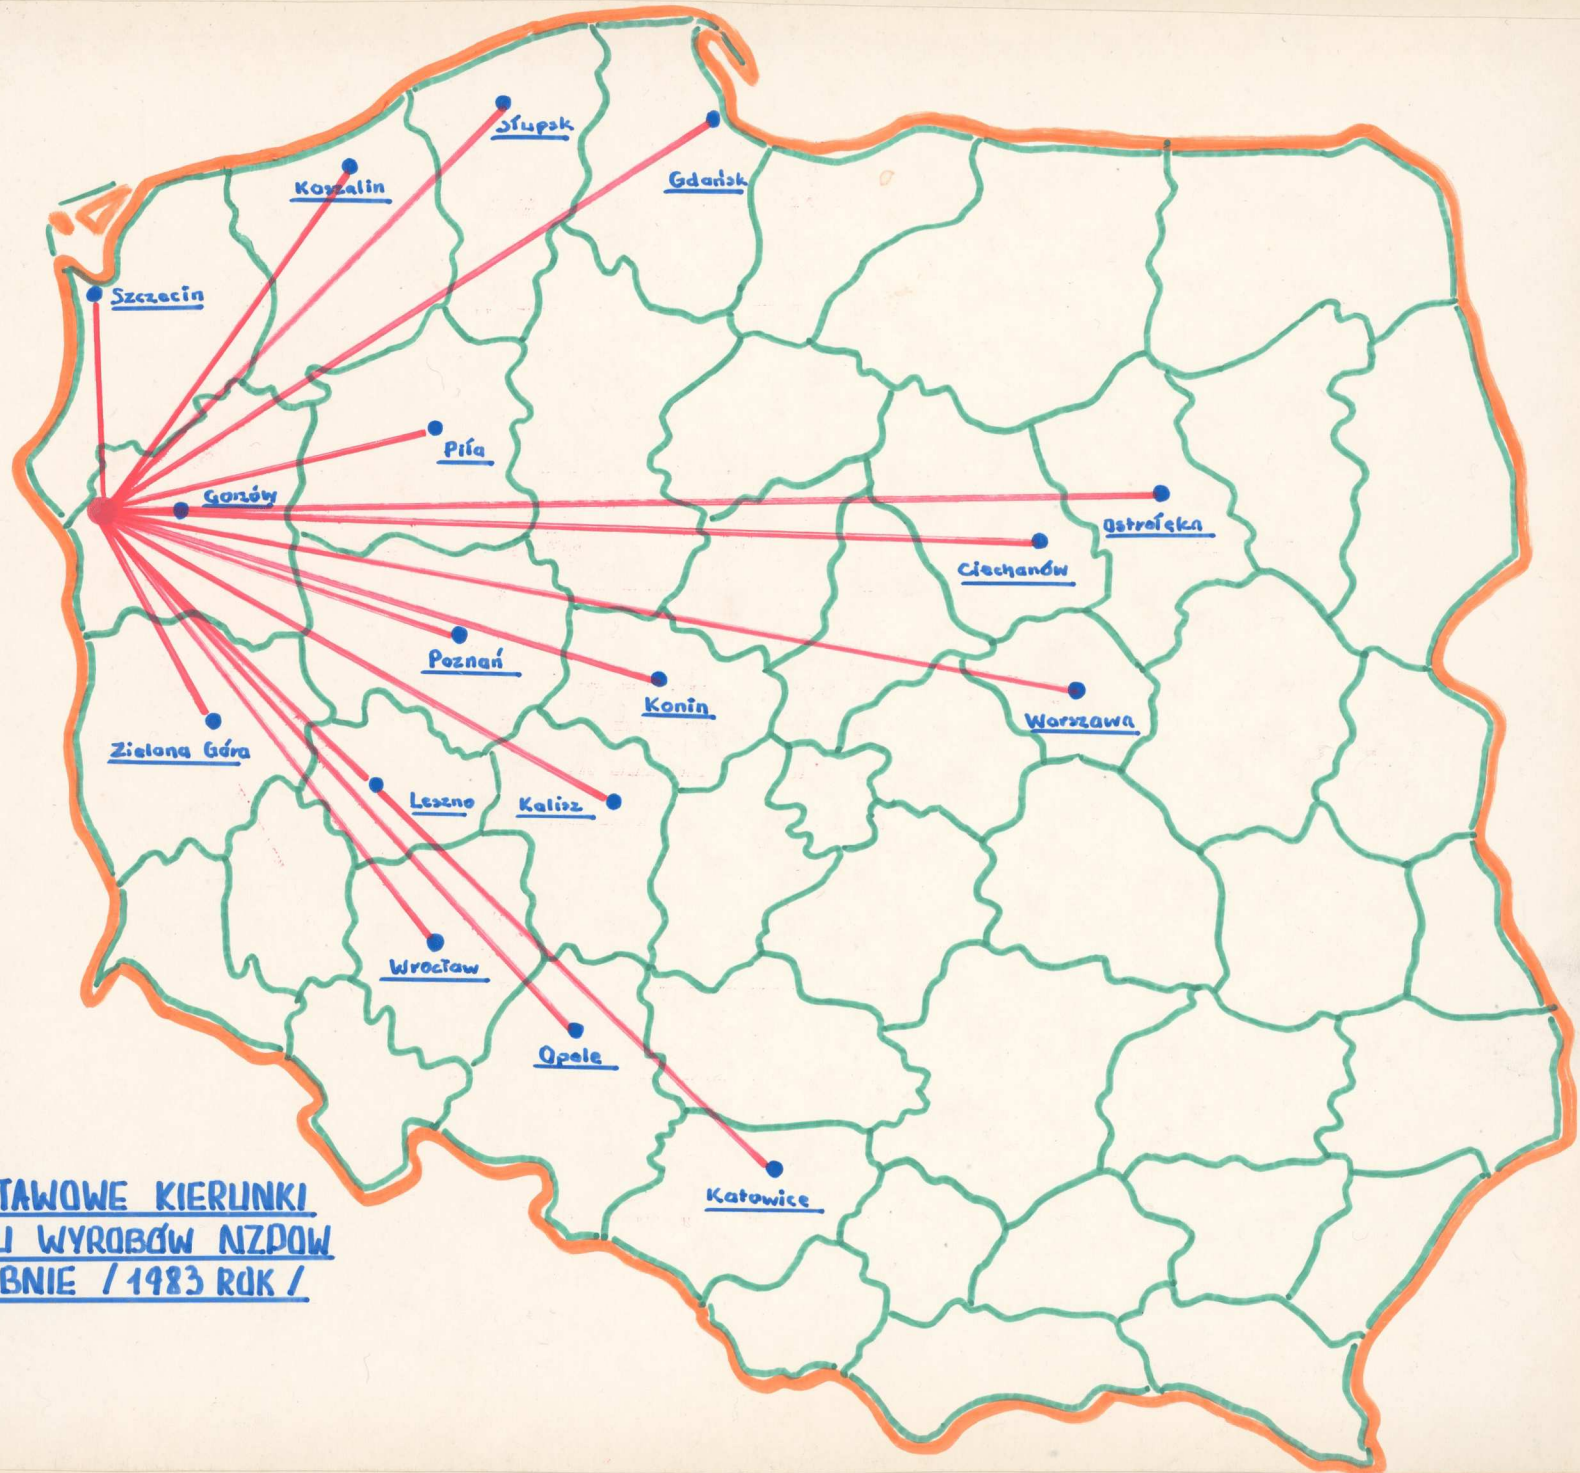 Słupsk
Gdańsk
Koszalin
Szczecin
Piła
Gorzów
Ostrołęka
Ciechanów
Poznań
Konin
Warszawa
Zielona Góra
Leszno
Kalisz
Wrocław
Opole
Katowice
TAWOWE KIERUNKI
U WYROBÓW NZPOW
BNIE / 1983 ROK /